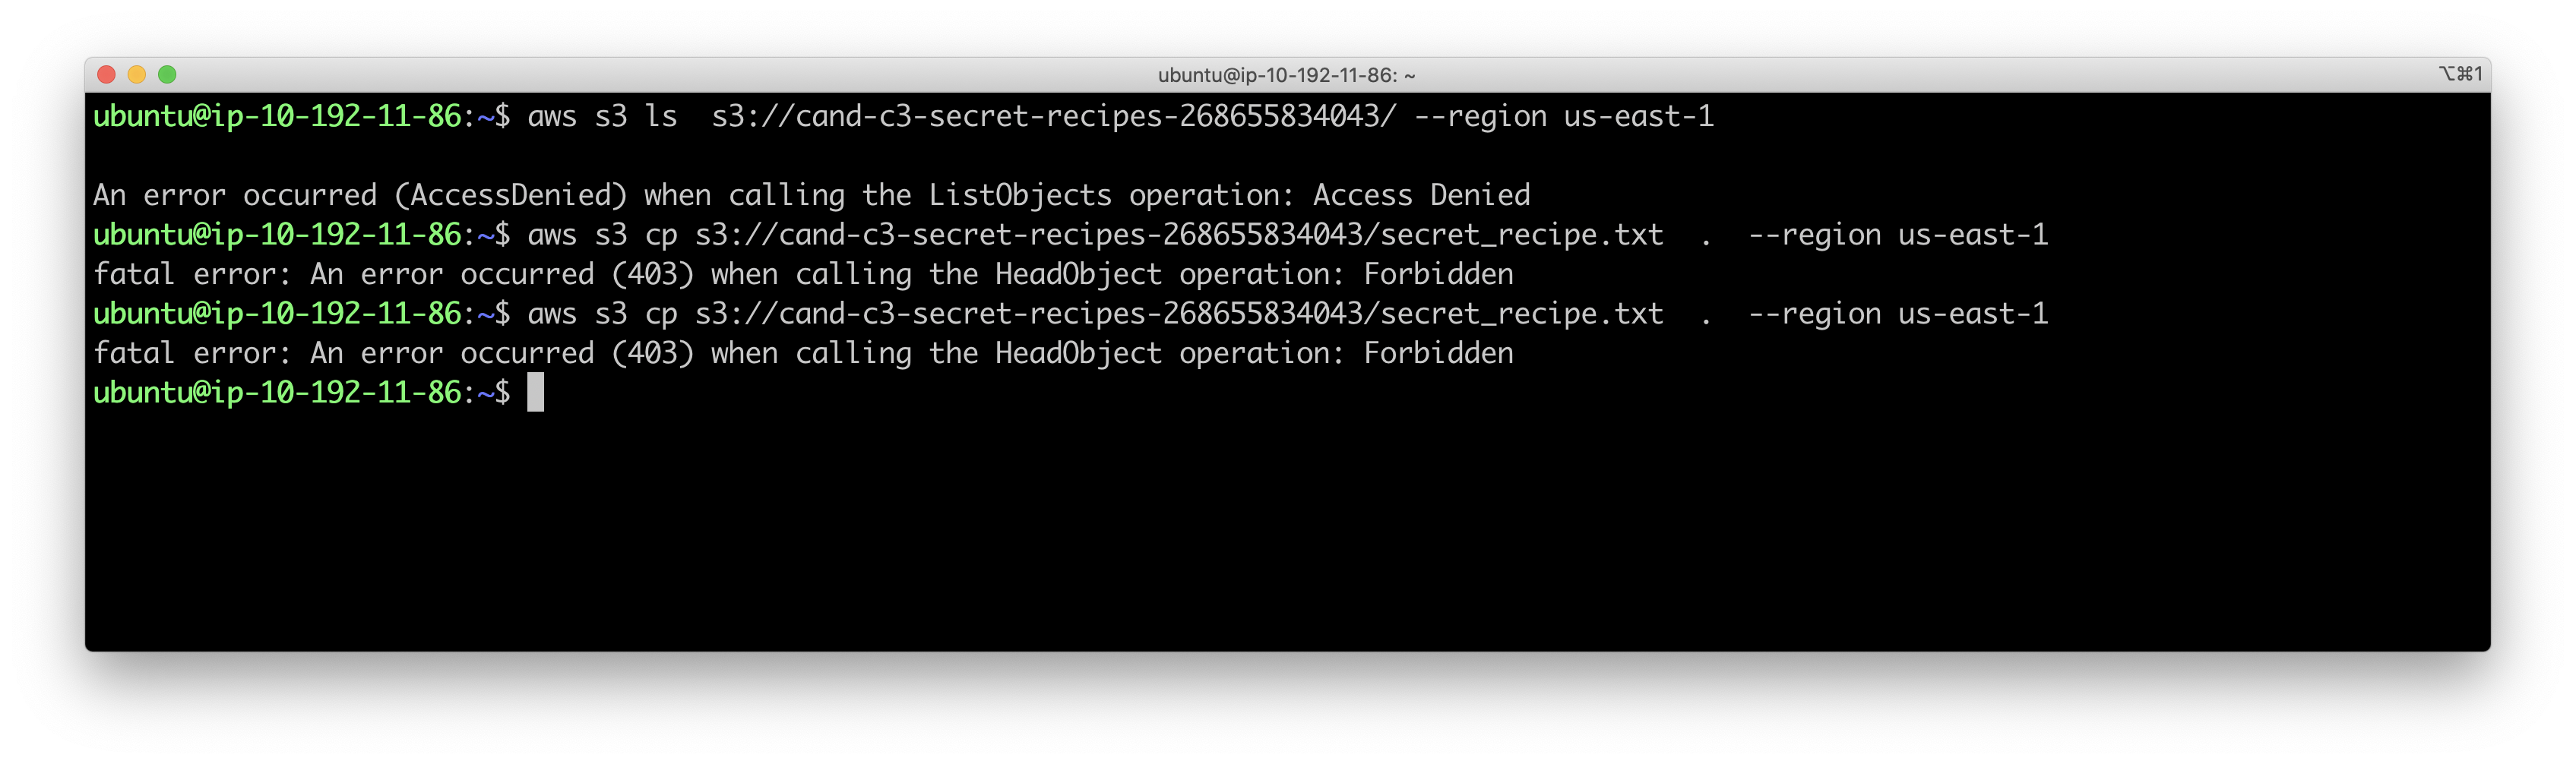 ubuntu@ip-10-192-11-86: ~
⌥⌘1
ubuntu@ip-10-192-11-86:~$ aws s3 ls  s3://cand-c3-secret-recipes-268655834043/ --region us-east-1
An error occurred (AccessDenied) when calling the ListObjects operation: Access Denied
ubuntu@ip-10-192-11-86:~$ aws s3 cp s3://cand-c3-secret-recipes-268655834043/secret_recipe.txt  .  --region us-east-1
fatal error: An error occurred (403) when calling the HeadObject operation: Forbidden
ubuntu@ip-10-192-11-86:~$ aws s3 cp s3://cand-c3-secret-recipes-268655834043/secret_recipe.txt  .  --region us-east-1
fatal error: An error occurred (403) when calling the HeadObject operation: Forbidden
ubuntu@ip-10-192-11-86:~$